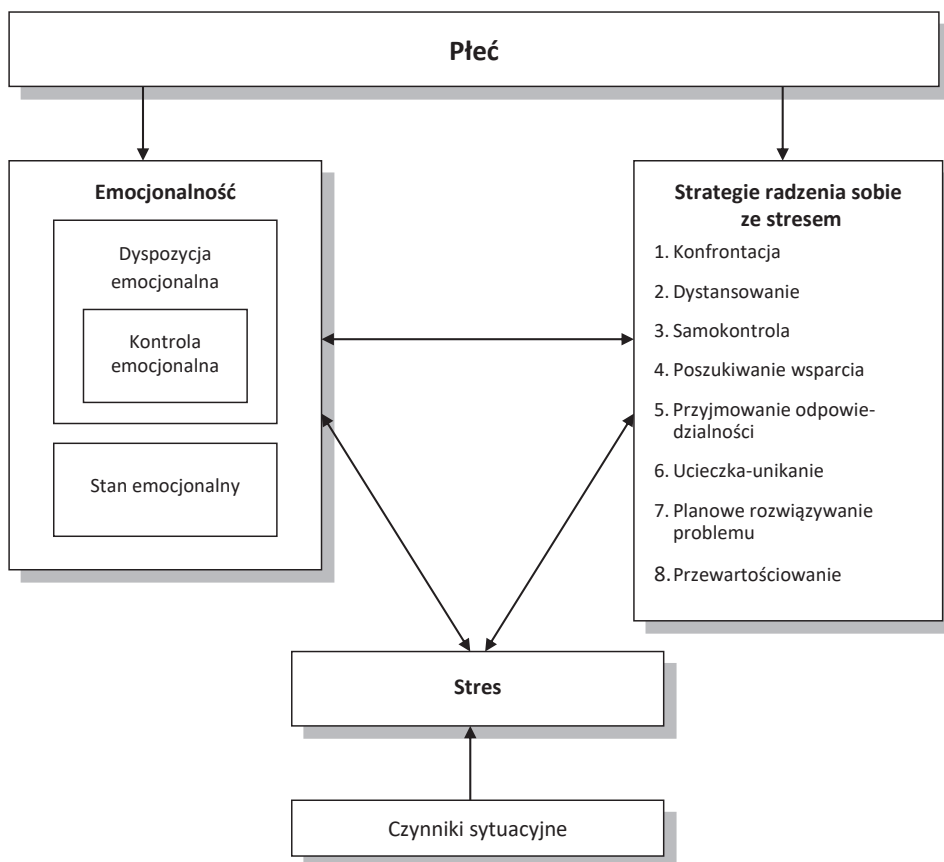 Płeć
Emocjonalność
Dyspozycja
emocjonalna
Kontrola
emocjonalna
Stan emocjonalny
Strategie radzenia sobie
ze stresem
1. Konfrontacja
2. Dystansowanie
3. Samokontrola
4. Poszukiwanie wsparcia
5. Przyjmowanie odpowie-
dzialności
6. Ucieczka-unikanie
7. Planowe rozwiązywanie
problemu
8. Przewartościowanie
Stres
Czynniki sytuacyjne